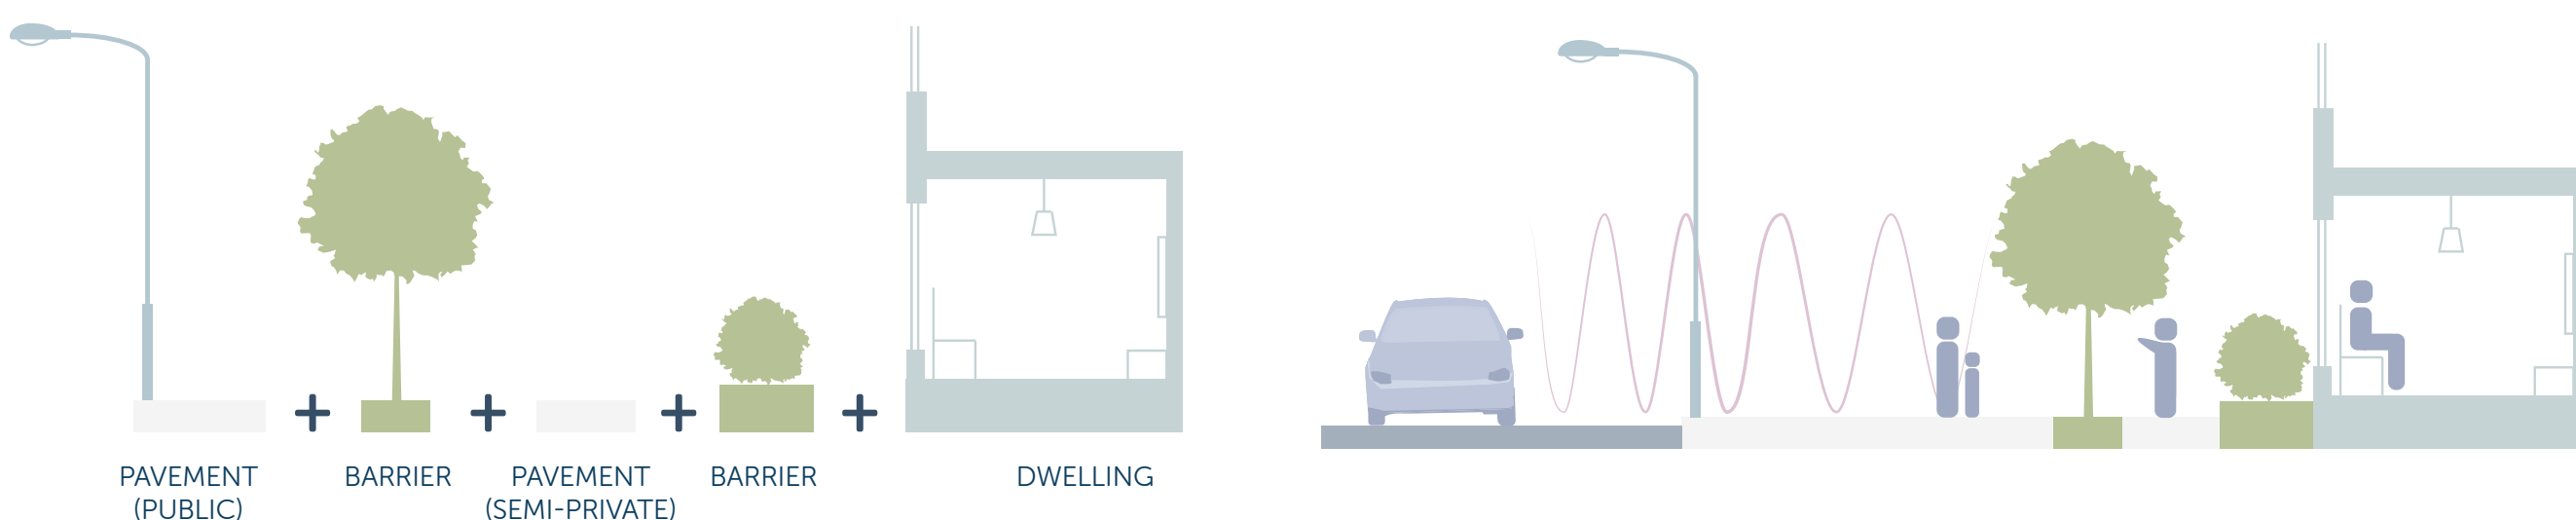 PAVEMENT
(PUBLIC)
BARRIER
PAVEMENT
(SEMI-PRIVATE)
BARRIER
DWELLING